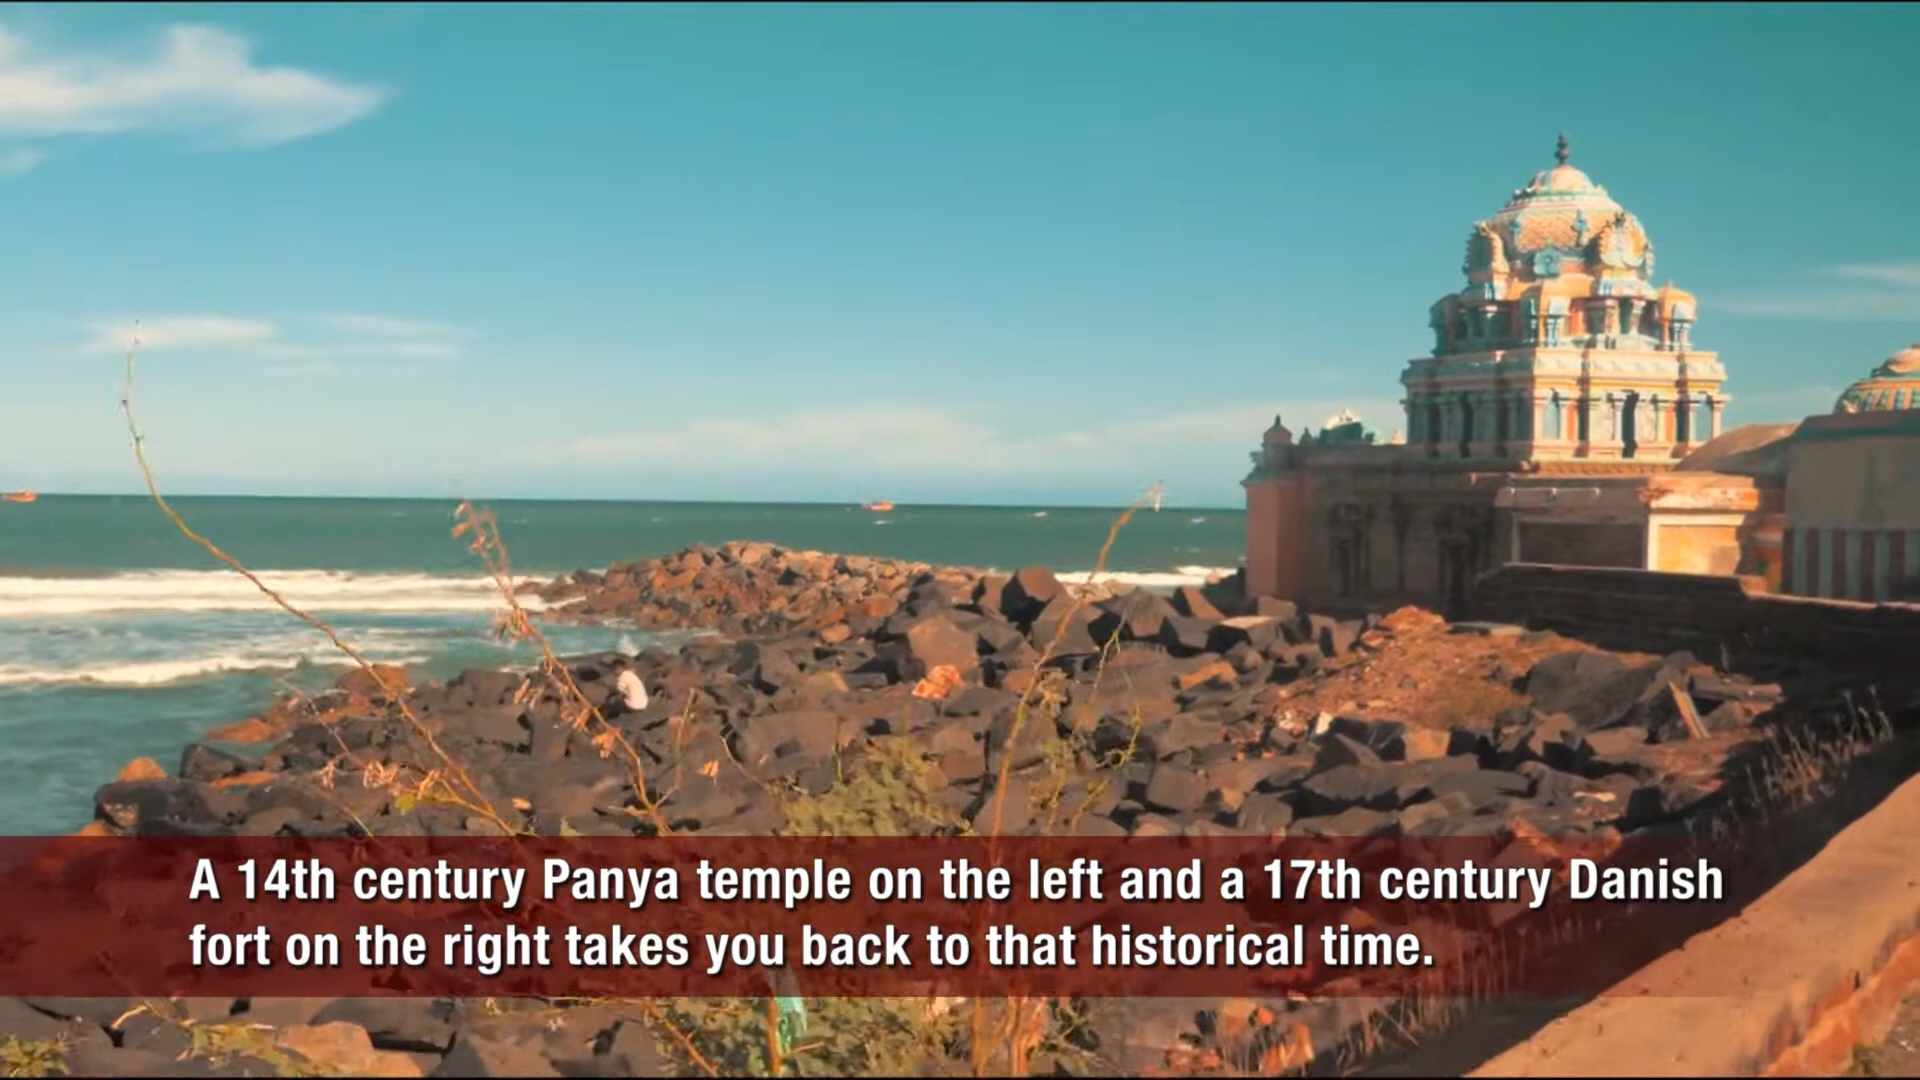 A 14th century Panya temple on the left and a 17th century Danish
fort on the right takes you back to that historical time.